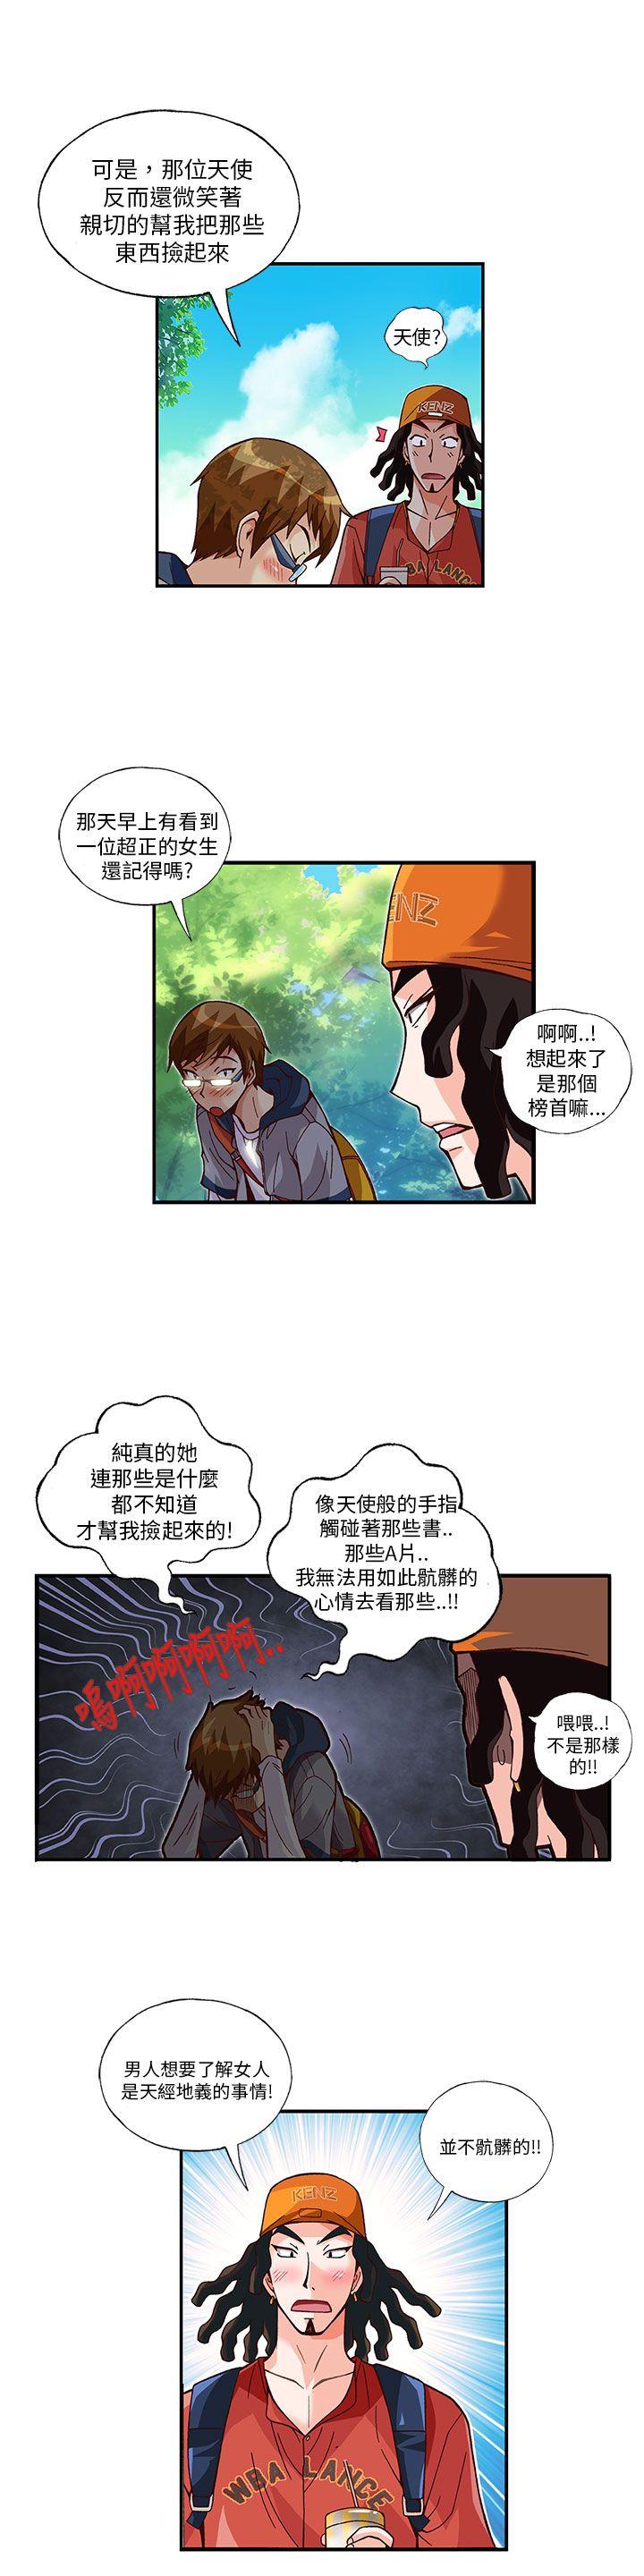 可是，那位天使
反而還微笑著
親切的幫我把那些
東西撿起來
天使?
KENZ
WBALANCE
那天早上有看到
一位超正的女生
還記得嗎?
KENZ
啊啊..!
想起來了
是那個
榜首嘛...
純真的她
連那些是什麼
都不知道
才幫我撿起來的!
像天使般的手指
觸碰著那些書..
那些A片..
我無法用如此骯髒的
心情去看那些..!!
嗚啊啊啊啊..
喂喂..!
不是那樣
的!!
男人想要了解女人
是天經地義的事情!
並不骯髒的!!
KENZ
WBALANCE